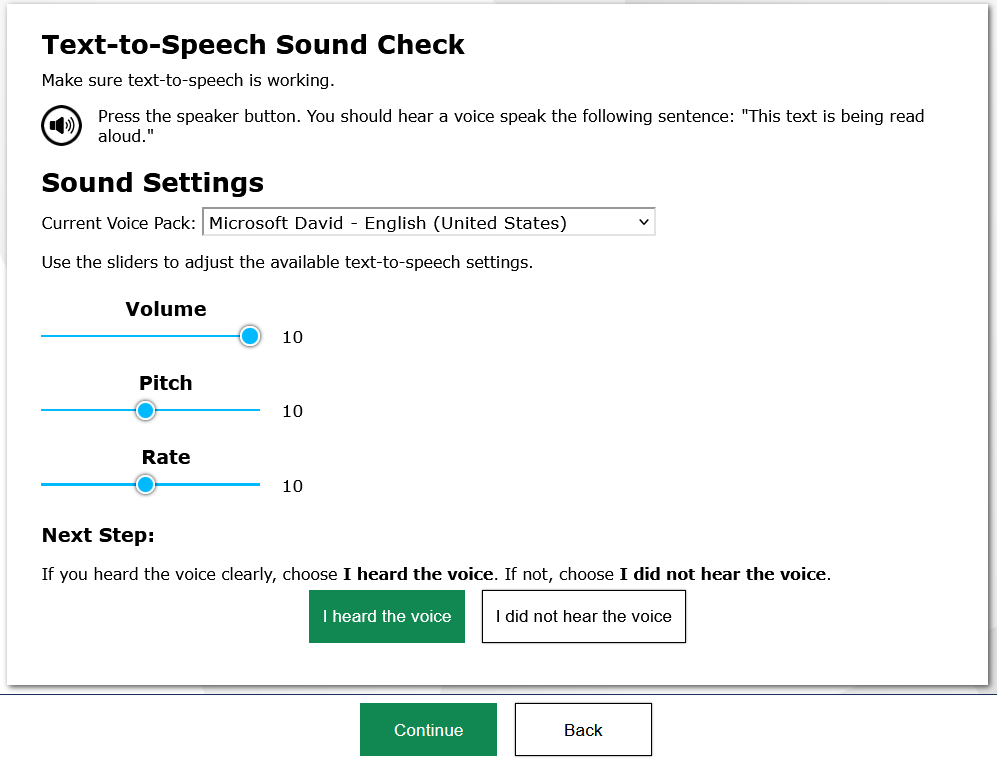 Text-to-Speech Sound Check
Make sure text-to-speech is working.
Press the speaker button. You should hear a voice speak the following sentence: "This text is being read
aloud."
Sound Settings
Current Voice Pack: Microsoft David - English (United States)
Use the sliders to adjust the available text-to-speech settings.
Volume
10
Pitch
10
Rate
10
Next Step:
If you heard the voice clearly, choose I heard the voice. If not, choose I did not hear the voice.
I heard the voice I did not hear the voice
Continue Back